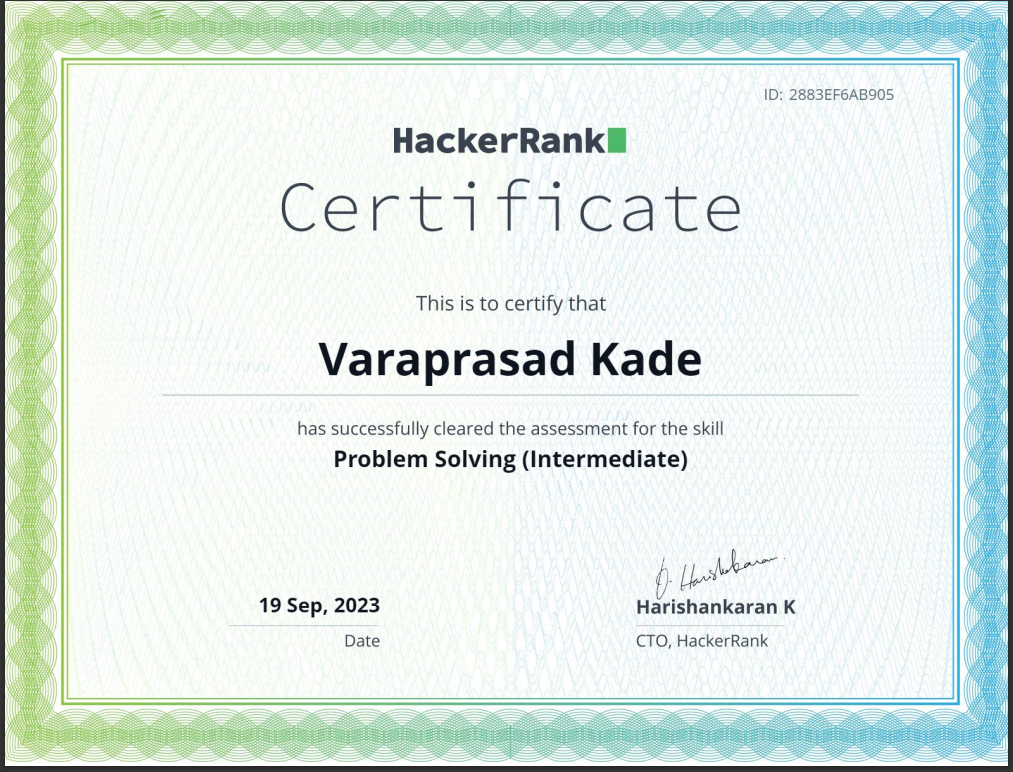 ID: 2883EF6AB905
HackerRank
Certificate
This is to certify that
Varaprasad Kade
has successfully cleared the assessment for the skill
Problem Solving (Intermediate)
D. Harishankaran
19 Sep, 2023
Harishankaran K
Date
CTO, HackerRank